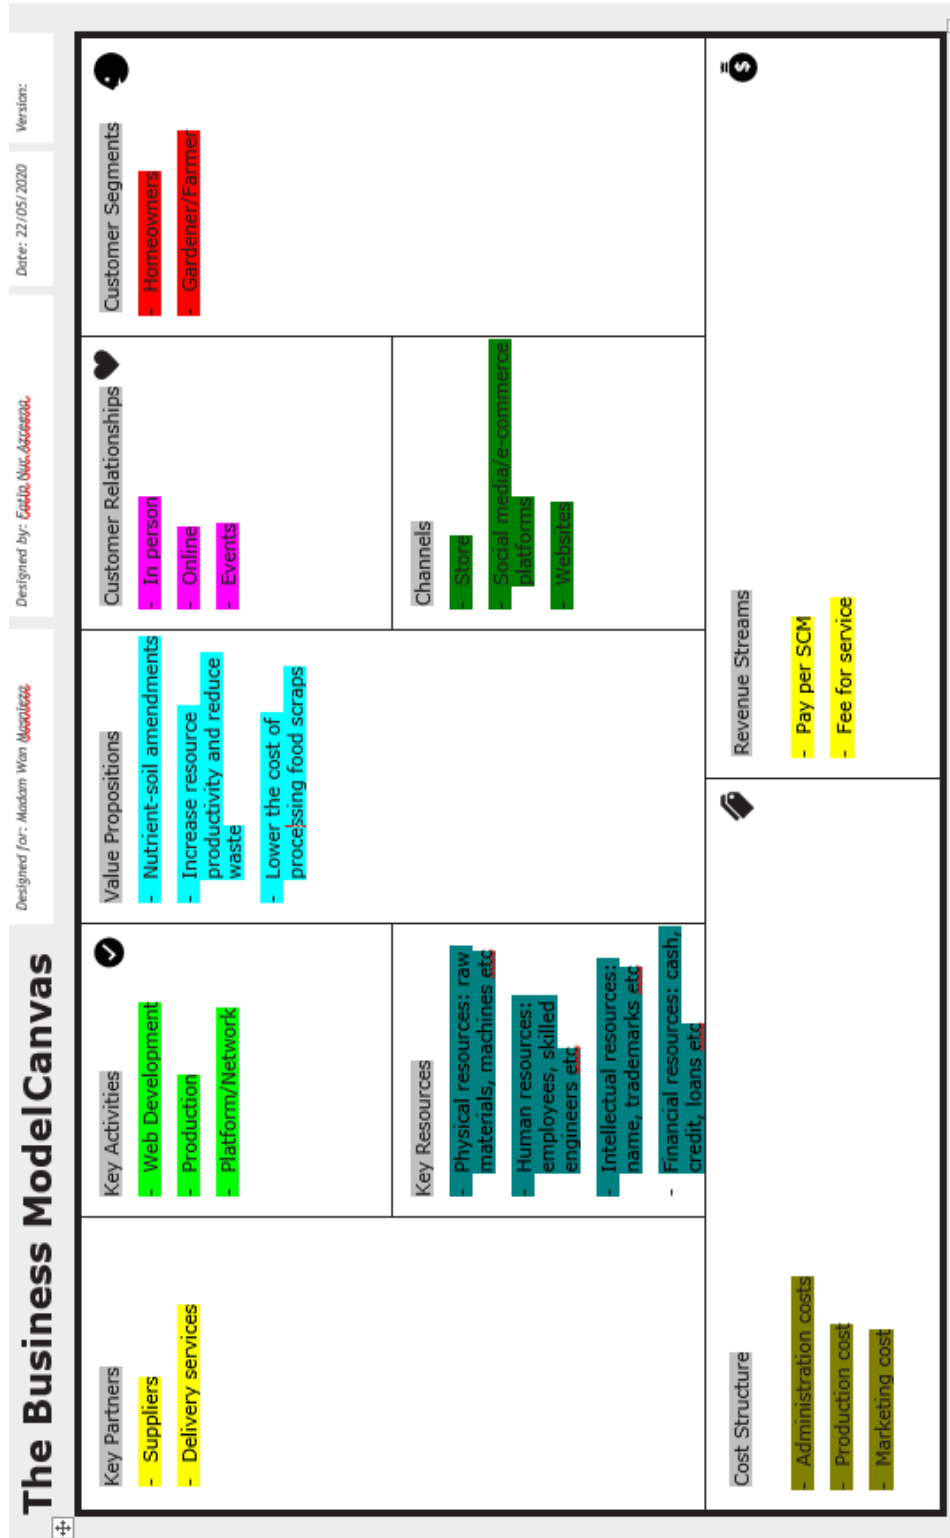 The Business Model Canvas
Designed for: Madam Wan Nasnieza
Designed by: Fatin Nur Azreena
Date: 22/05/2020
Version:
Key Partners
- Suppliers
- Delivery services
Key Activities
- Web Development
- Production
- Platform/Network
Key Resources
- Physical resources: raw
materials, machines etc
- Human resources:
employees, skilled
engineers etc
- Intellectual resources:
name, trademarks etc
- Financial resources: cash,
credit, loans etc
Value Propositions
- Nutrient-soil amendments
- Increase resource
productivity and reduce
waste
- Lower the cost of
processing food scraps
Customer Relationships
- In person
- Online
- Events
Channels
- Store
- Social media/e-commerce
platforms
- Websites
Customer Segments
- Homeowners
- Gardener/Farmer
Cost Structure
- Administration costs
- Production cost
- Marketing cost
Revenue Streams
- Pay per SCM
- Fee for service